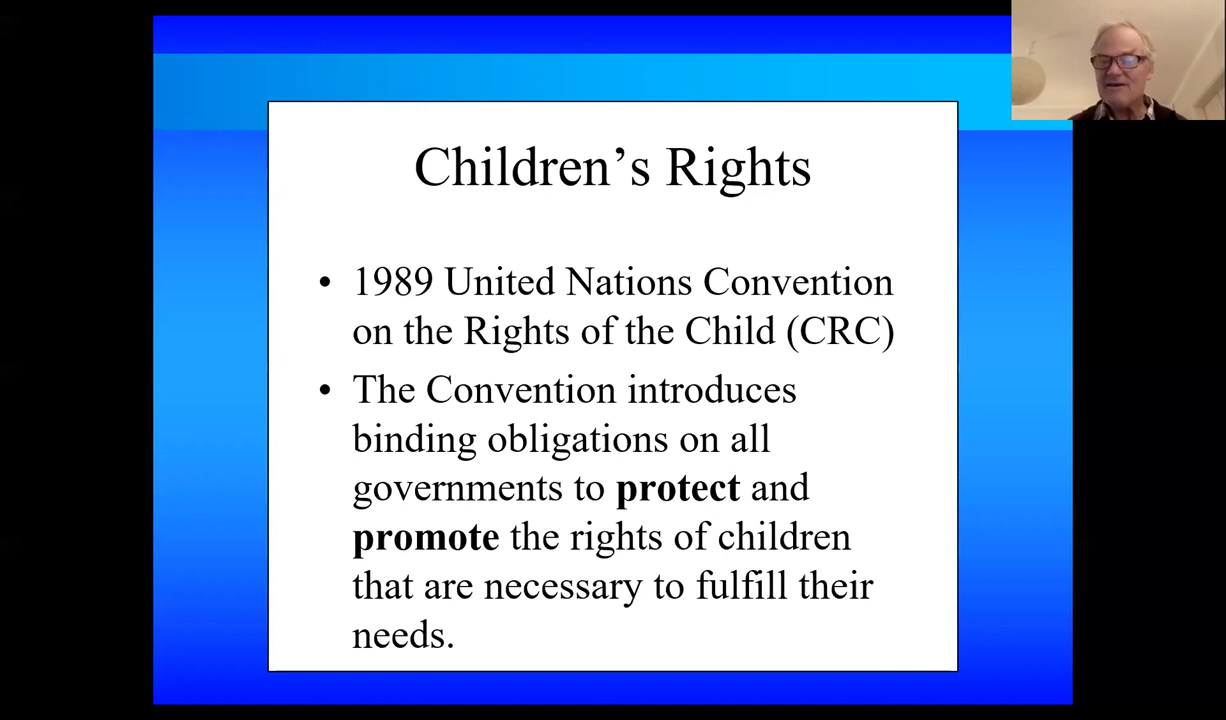 Children’s Rights
• 1989 United Nations Convention
on the Rights of the Child (CRC)
• The Convention introduces
binding obligations on all
governments to protect and
promote the rights of children
that are necessary to fulfill their
needs.